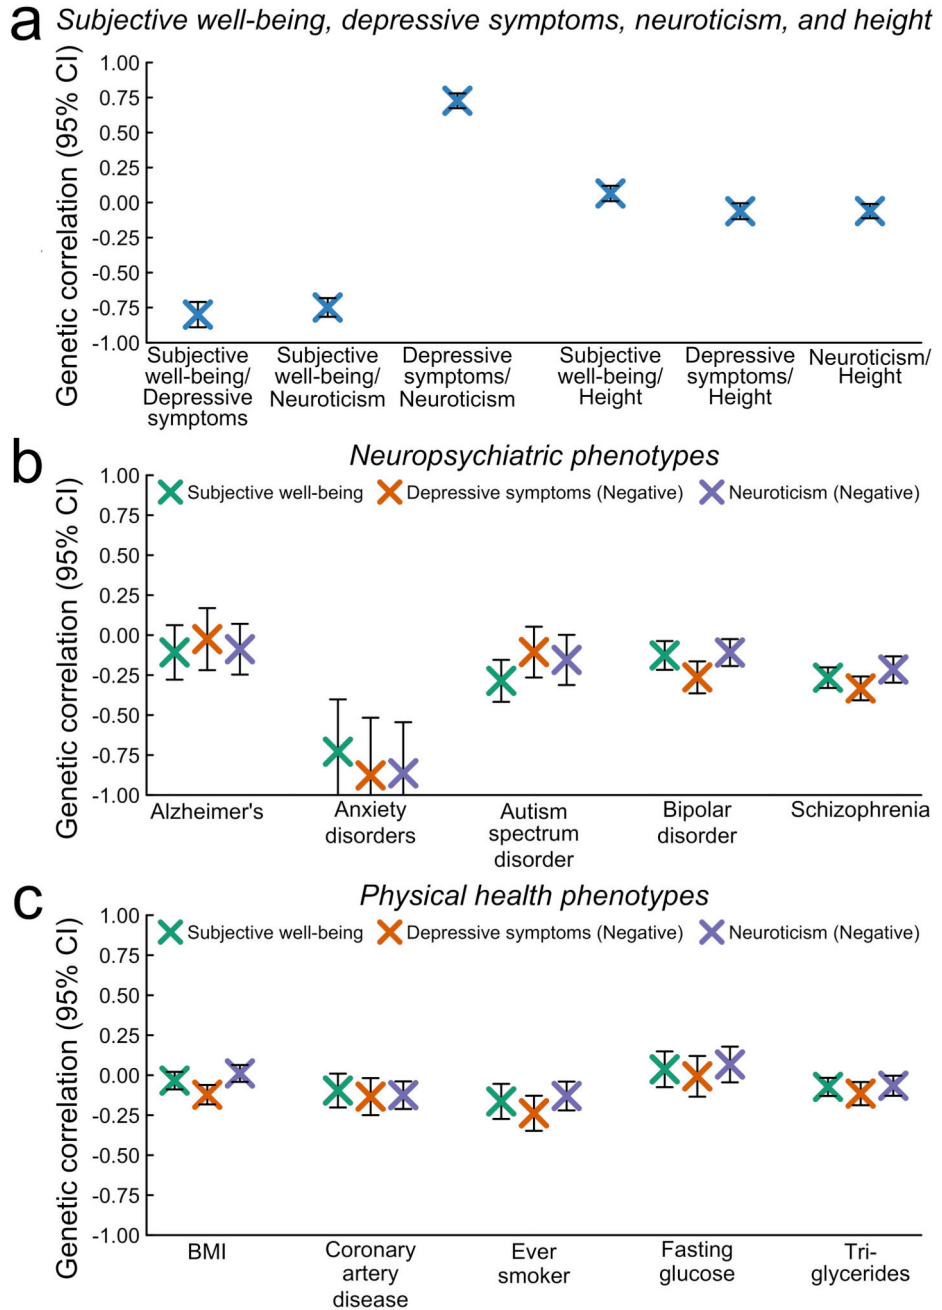 a Subjective well-being, depressive symptoms, neuroticism, and height
Genetic correlation (95% CI)
1.00
0.75
0.50
0.25
0.00
-0.25
-0.50
-0.75
-1.00
Subjective
well-being/
Depressive
symptoms
Subjective
well-being/
Neuroticism
Depressive
symptoms/
Neuroticism
Subjective
well-being/
Height
Depressive
symptoms/
Height
Neuroticism/
Height
b Neuropsychiatric phenotypes
Genetic correlation (95% CI)
1.00
0.75
0.50
0.25
0.00
-0.25
-0.50
-0.75
-1.00
Subjective well-being Depressive symptoms (Negative) Neuroticism (Negative)
Alzheimer's
Anxiety
disorders
Autism
spectrum
disorder
Bipolar
disorder
Schizophrenia
c Physical health phenotypes
Genetic correlation (95% CI)
1.00
0.75
0.50
0.25
0.00
-0.25
-0.50
-0.75
-1.00
Subjective well-being Depressive symptoms (Negative) Neuroticism (Negative)
BMI
Coronary
artery
disease
Ever
smoker
Fasting
glucose
Tri-
glycerides